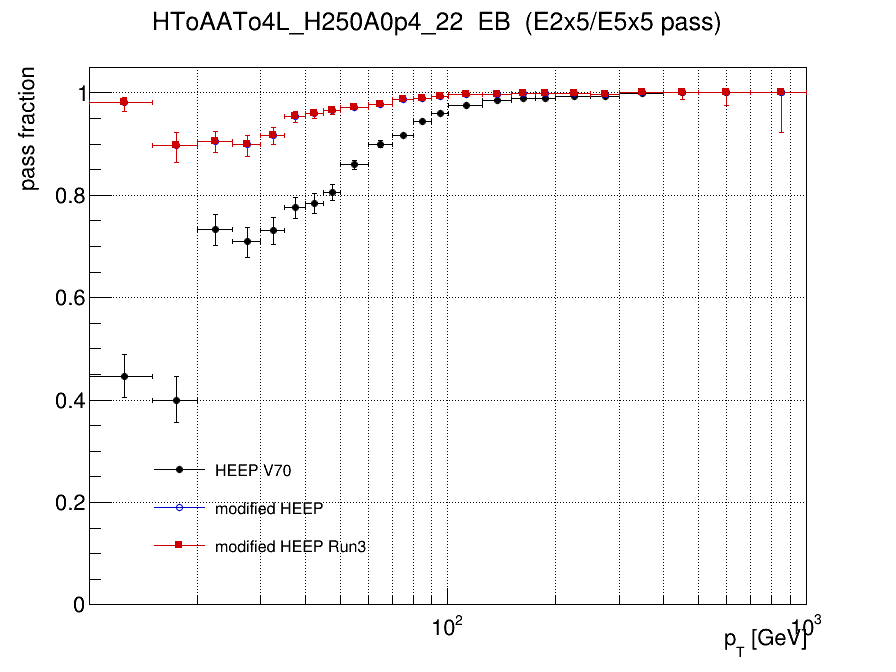 HToAATo4L_H250A0p4_22 EB (E2x5/E5x5 pass)
pass fraction
1
0.8
0.6
0.4
0.2
0
HEEP V70
modified HEEP
modified HEEP Run3
10²
10³
p_T [GeV]